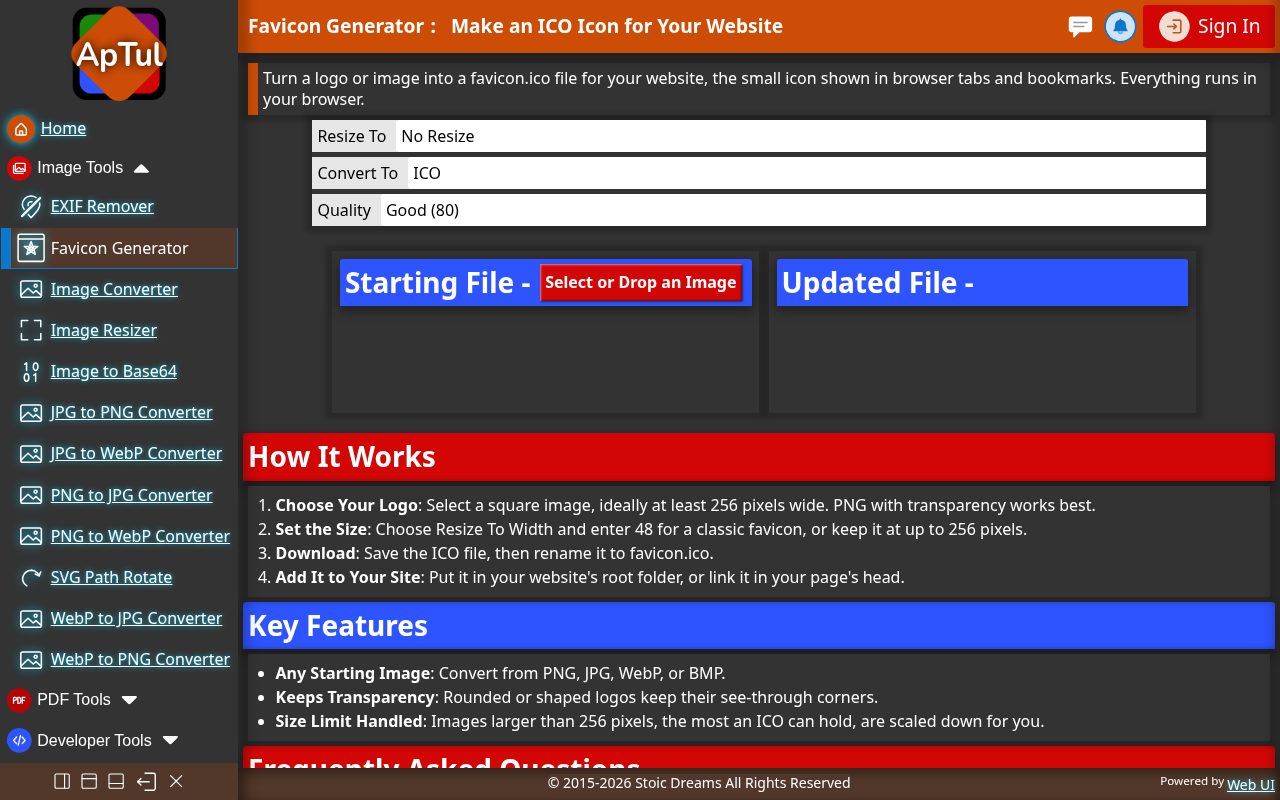 ApTul
Home
Image Tools
EXIF Remover
Favicon Generator
Image Converter
Image Resizer
Image to Base64
JPG to PNG Converter
JPG to WebP Converter
PNG to JPG Converter
PNG to WebP Converter
SVG Path Rotate
WebP to JPG Converter
WebP to PNG Converter
PDF Tools
Developer Tools
Favicon Generator : Make an ICO Icon for Your Website
Sign In
Turn a logo or image into a favicon.ico file for your website, the small icon shown in browser tabs and bookmarks. Everything runs in
your browser.
Resize To No Resize
Convert To ICO
Quality Good (80)
Starting File - Select or Drop an Image
Updated File -
How It Works
1. Choose Your Logo: Select a square image, ideally at least 256 pixels wide. PNG with transparency works best.
2. Set the Size: Choose Resize To Width and enter 48 for a classic favicon, or keep it at up to 256 pixels.
3. Download: Save the ICO file, then rename it to favicon.ico.
4. Add It to Your Site: Put it in your website's root folder, or link it in your page's head.
Key Features
• Any Starting Image: Convert from PNG, JPG, WebP, or BMP.
• Keeps Transparency: Rounded or shaped logos keep their see-through corners.
• Size Limit Handled: Images larger than 256 pixels, the most an ICO can hold, are scaled down for you.
Frequently Asked Questions
© 2015-2026 Stoic Dreams All Rights Reserved
Powered by Web UI